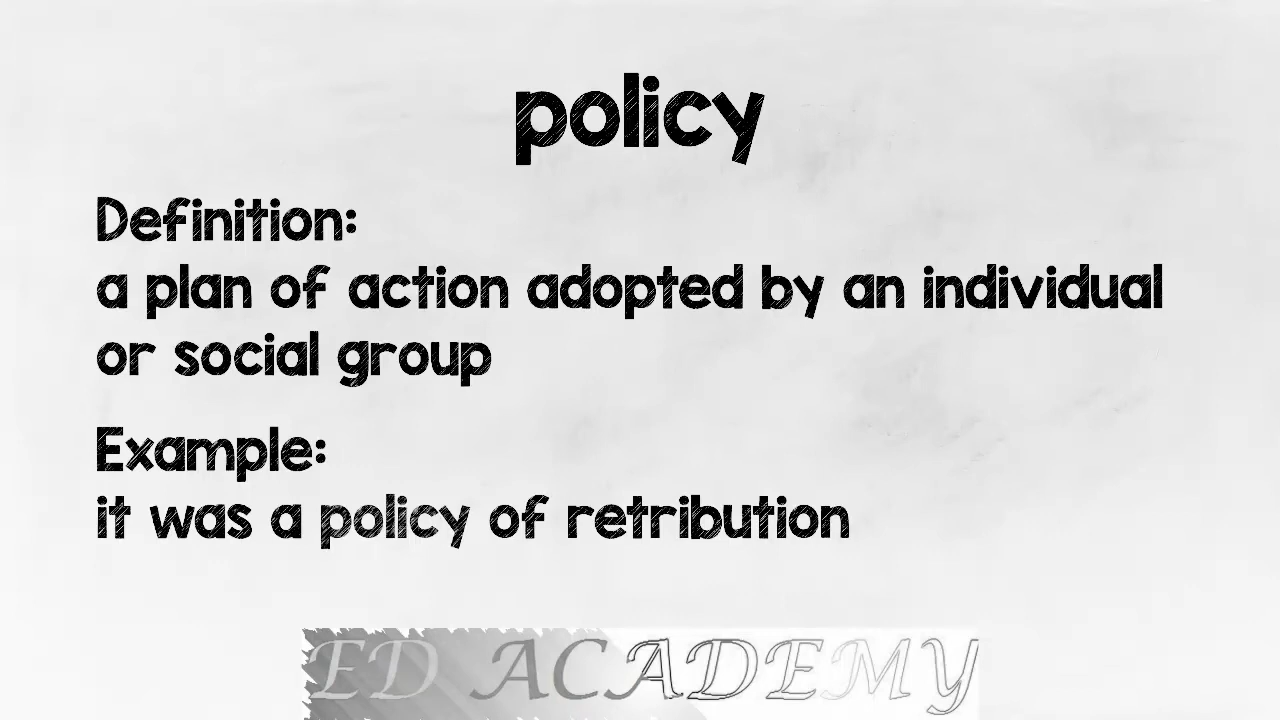 policy
Definition:
a plan of action adopted by an individual
or social group
Example:
it was a policy of retribution
ED ACADEMY